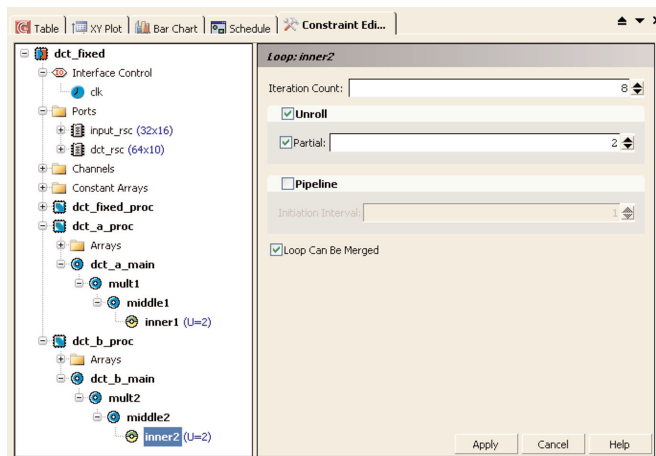 Table
XY Plot
Bar Chart
Schedule
Constraint Edi...
dct_fixed
Interface Control
clk
Ports
input_rsc (32x16)
dct_rsc (64x10)
Channels
Constant Arrays
dct_fixed_proc
dct_a_proc
Arrays
dct_a_main
mult1
middle1
inner1 (U=2)
dct_b_proc
Arrays
dct_b_main
mult2
middle2
inner2 (U=2)
Loop: inner2
Iteration Count: 8
Unroll
Partial: 2
Pipeline
Initiation Interval: 1
Loop Can Be Merged
Apply
Cancel
Help